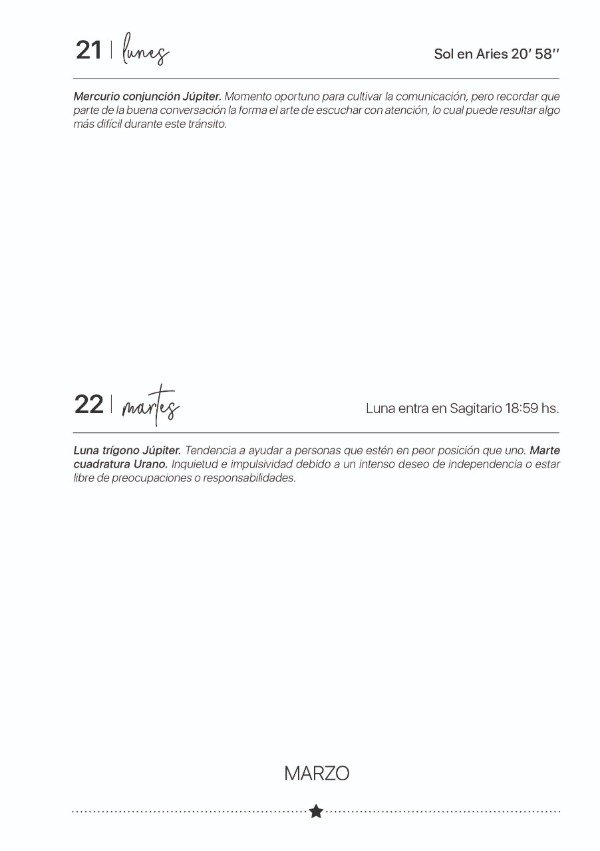 21 | lunes Sol en Aries 20′ 58′′
Mercurio conjunción Júpiter. Momento oportuno para cultivar la comunicación, pero recordar que
parte de la buena conversación la forma el arte de escuchar con atención, lo cual puede resultar algo
más difícil durante este tránsito.
22 | martes Luna entra en Sagitario 18:59 hs.
Luna trígono Júpiter. Tendencia a ayudar a personas que estén en peor posición que uno. Marte
cuadratura Urano. Inquietud e impulsividad debido a un intenso deseo de independencia o estar
libre de preocupaciones o responsabilidades.
MARZO